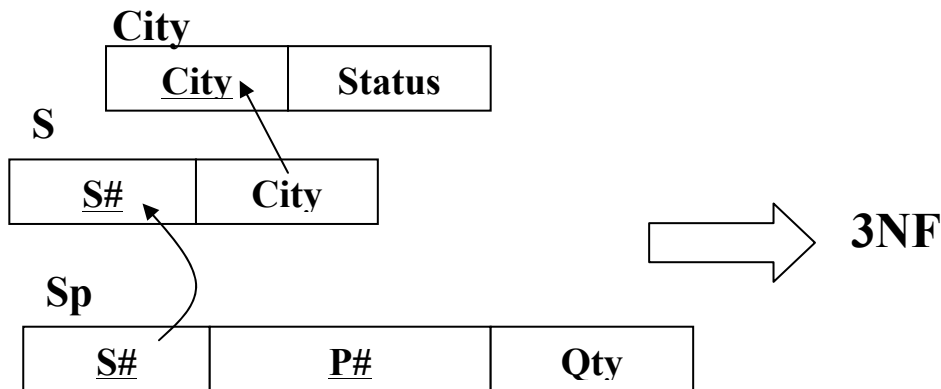 City
City Status
S
S# City
3NF
Sp
S# P# Qty